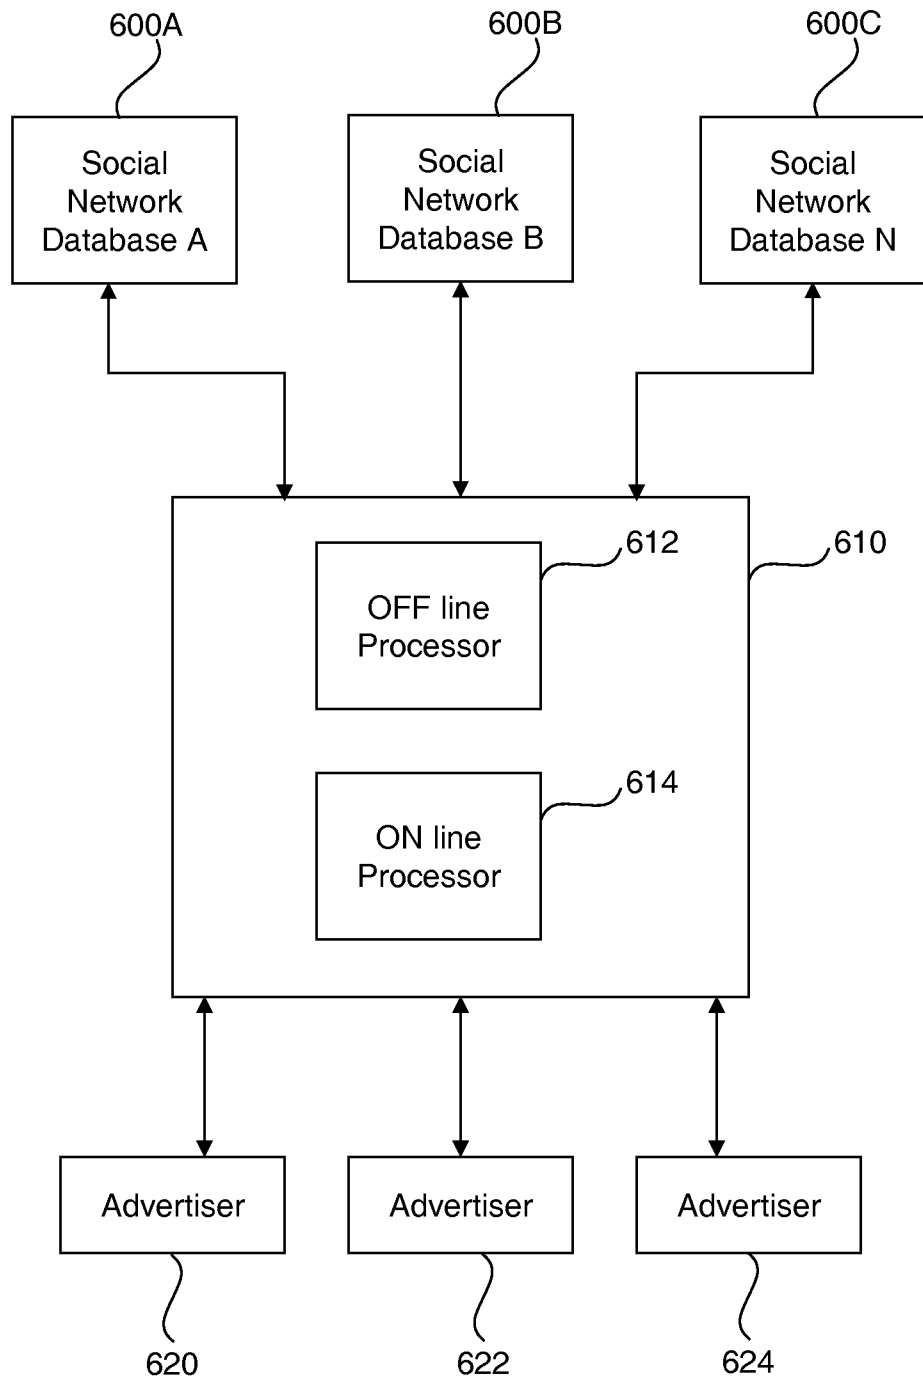 600A
600B
600C
Social
Network
Database A
Social
Network
Database B
Social
Network
Database N
612
610
OFF line
Processor
614
ON line
Processor
Advertiser
Advertiser
Advertiser
620
622
624